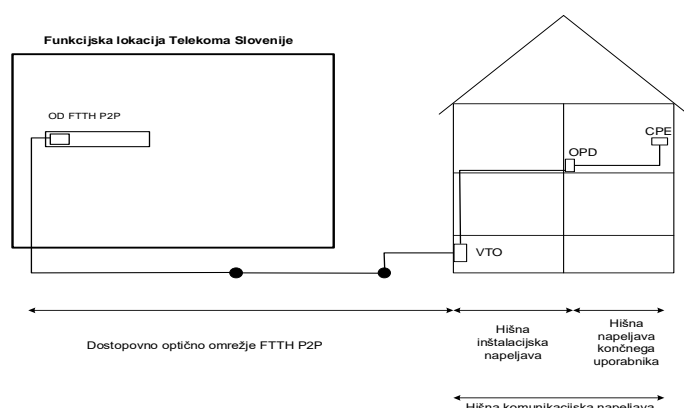 Funkcijska lokacija Telekoma Slovenije
OD FTTH P2P
CPE
OPD
VTO
Dostopovno optično omrežje FTTH P2P
Hišna
inštalacijska
napeljava
Hišna
napeljava
končnega
uporabnika
Hišna komunikacijska napeljava